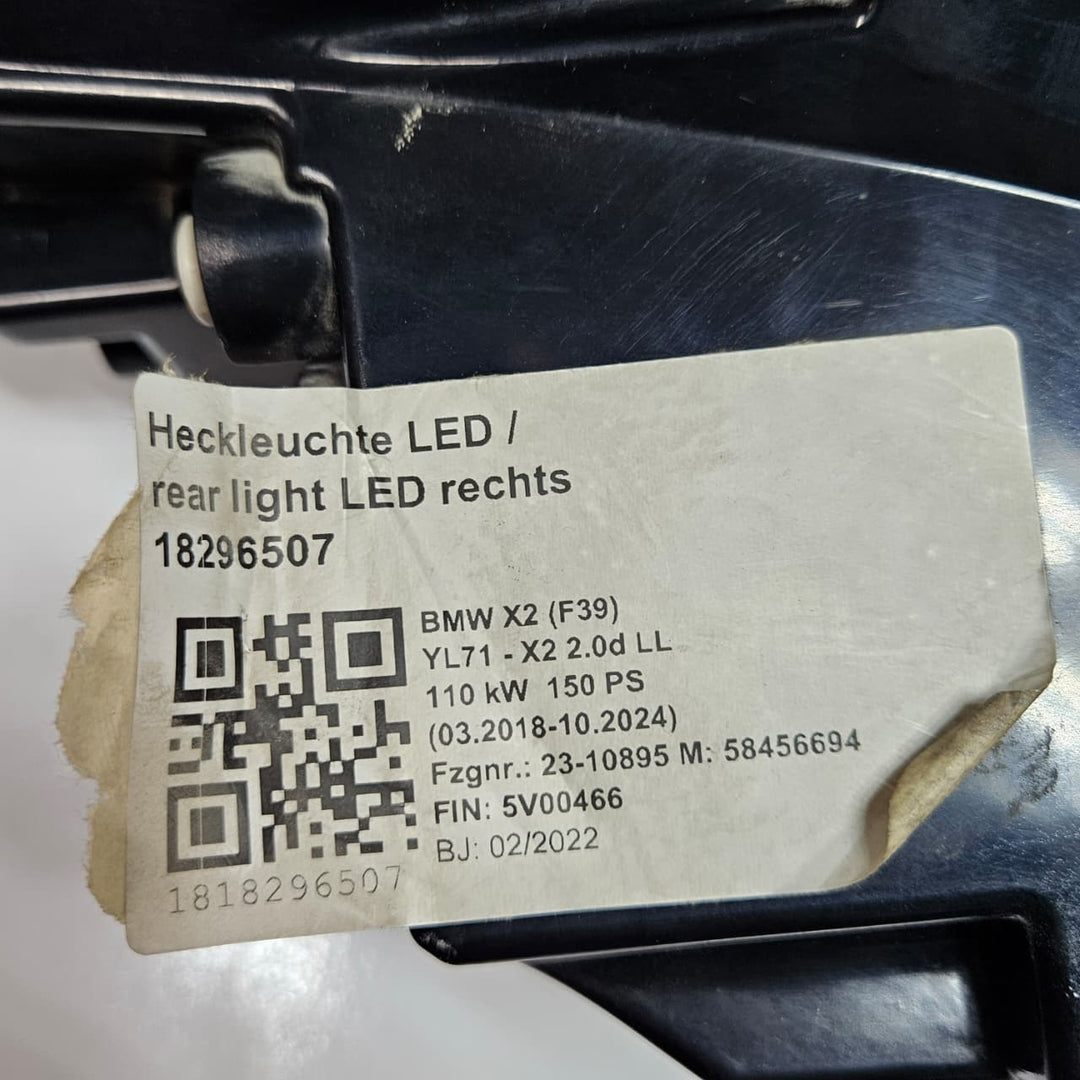 Heckleuchte LED /
rear light LED rechts
18296507
BMW X2 (F39)
YL71 - X2 2.0d LL
110 kW 150 PS
(03.2018-10.2024)
Fzgnr.: 23-10895 M: 58456694
FIN: 5V00466
BJ: 02/2022
1818296507